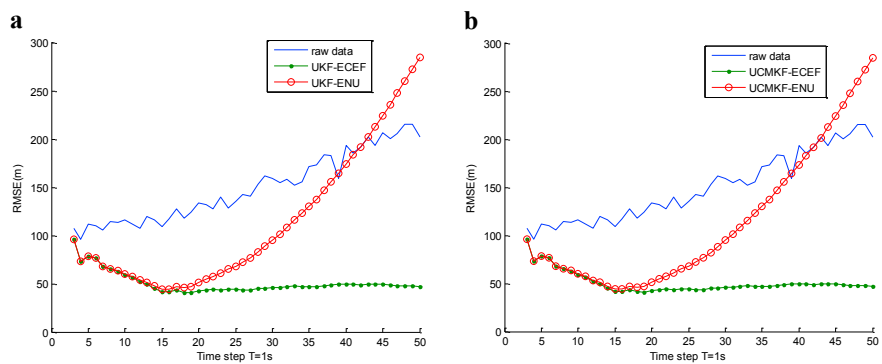 a
300
250
200
150
100
50
0
RMSE(m)
raw data
UKF-ECEF
UKF-ENU
0 5 10 15 20 25 30 35 40 45 50
Time step T=1s
b
300
250
200
150
100
50
0
RMSE(m)
raw data
UCMKF-ECEF
UCMKF-ENU
0 5 10 15 20 25 30 35 40 45 50
Time step T=1s